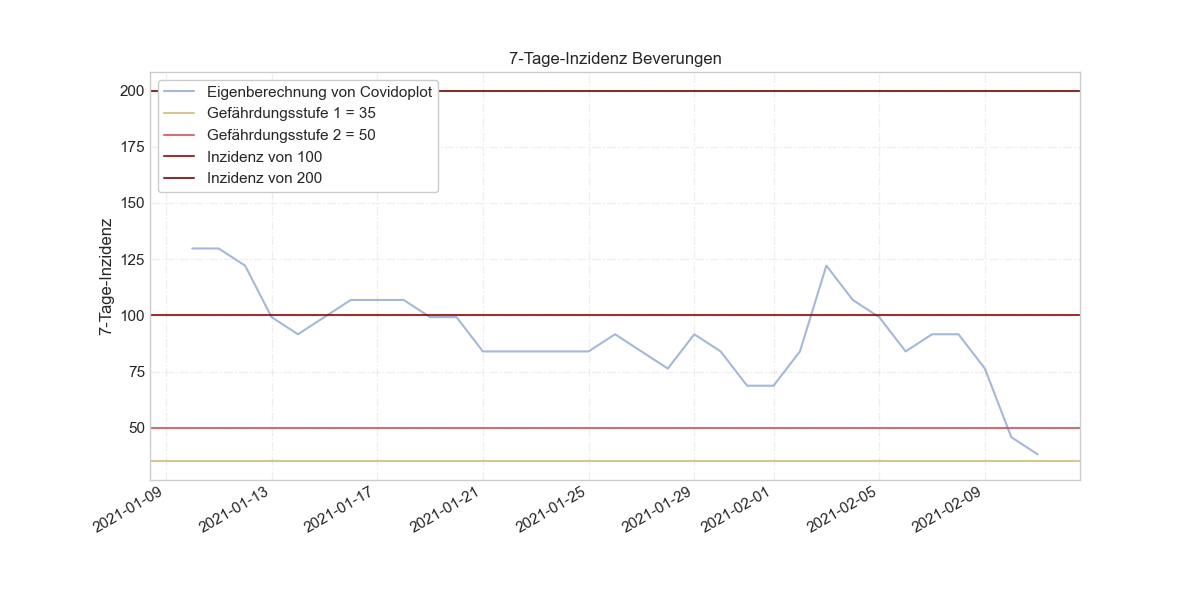 7-Tage-Inzidenz Beverungen
Eigenberechnung von Covidoplot
Gefährdungsstufe 1 = 35
Gefährdungsstufe 2 = 50
Inzidenz von 100
Inzidenz von 200
7-Tage-Inzidenz
200
175
150
125
100
75
50
2021-01-09
2021-01-13
2021-01-17
2021-01-21
2021-01-25
2021-01-29
2021-02-01
2021-02-05
2021-02-09